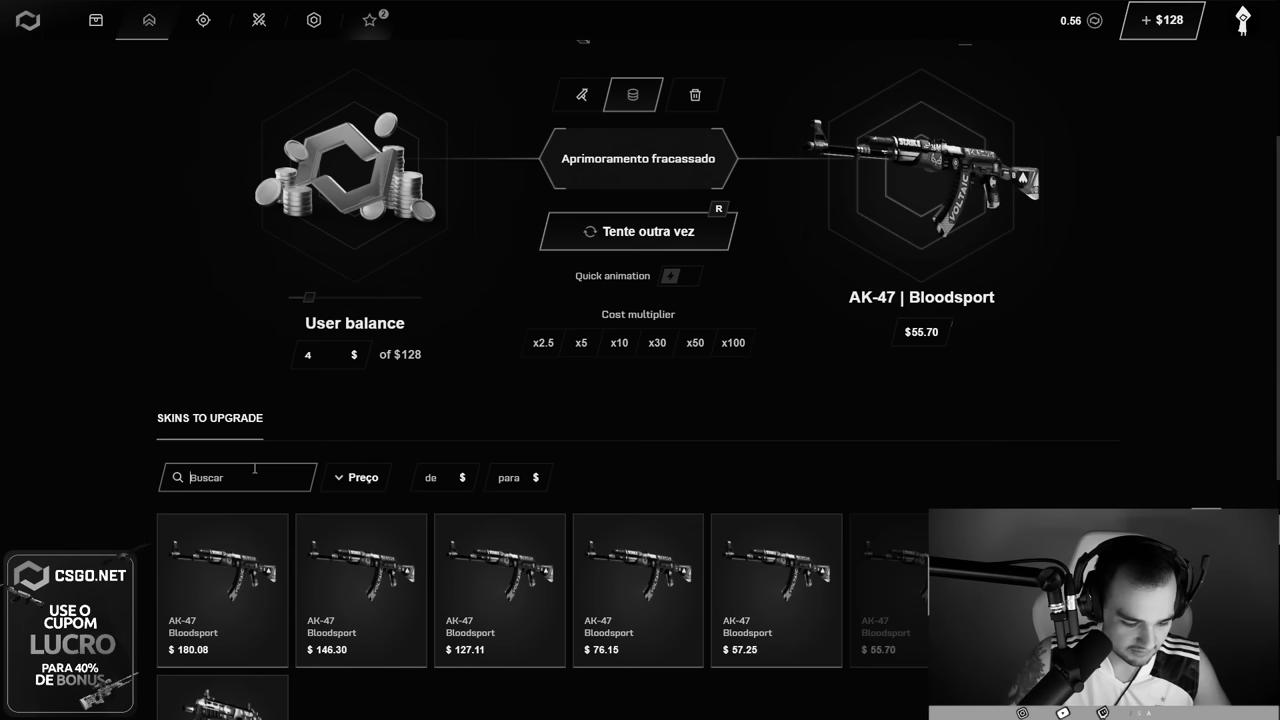 2
0.56
+ $128
Aprimoramento fracassado
R
Tente outra vez
Quick animation
Cost multiplier
x2.5 x5 x10 x30 x50 x100
User balance
4 $ of $128
VOLTAIC
AK-47 | Bloodsport
$55.70
SKINS TO UPGRADE
Buscar
Preço
de $
para $
AK-47
Bloodsport
$ 180.08
AK-47
Bloodsport
$ 146.30
AK-47
Bloodsport
$ 127.11
AK-47
Bloodsport
$ 76.15
AK-47
Bloodsport
$ 57.25
AK-47
Bloodsport
$ 55.70
CSGO.NET
USE O
CUPOM
LUCRO
PARA 40%
DE BONUS